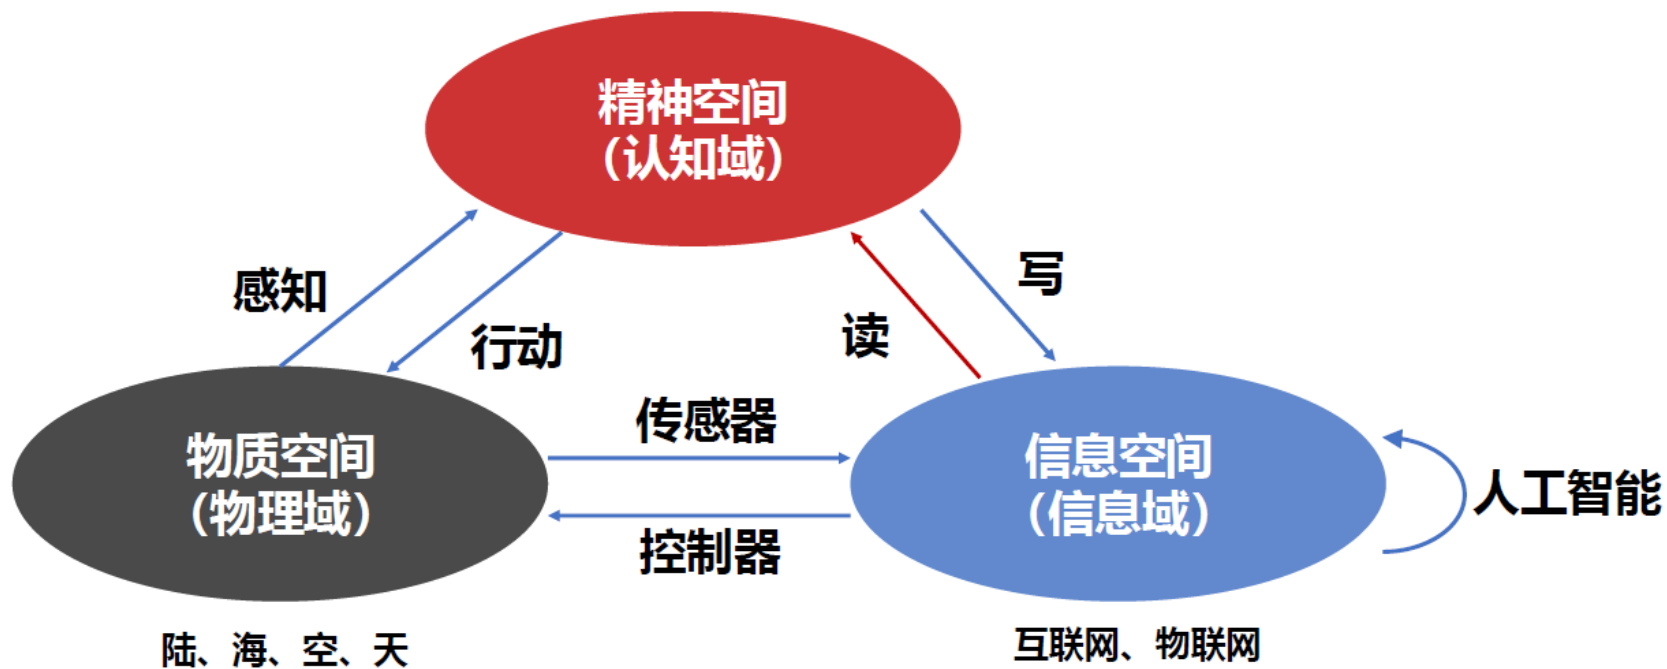 精神空间
（认知域）
感知
行动
读
写
传感器
控制器
物质空间
（物理域）
信息空间
（信息域）
人工智能
陆、海、空、天
互联网、物联网